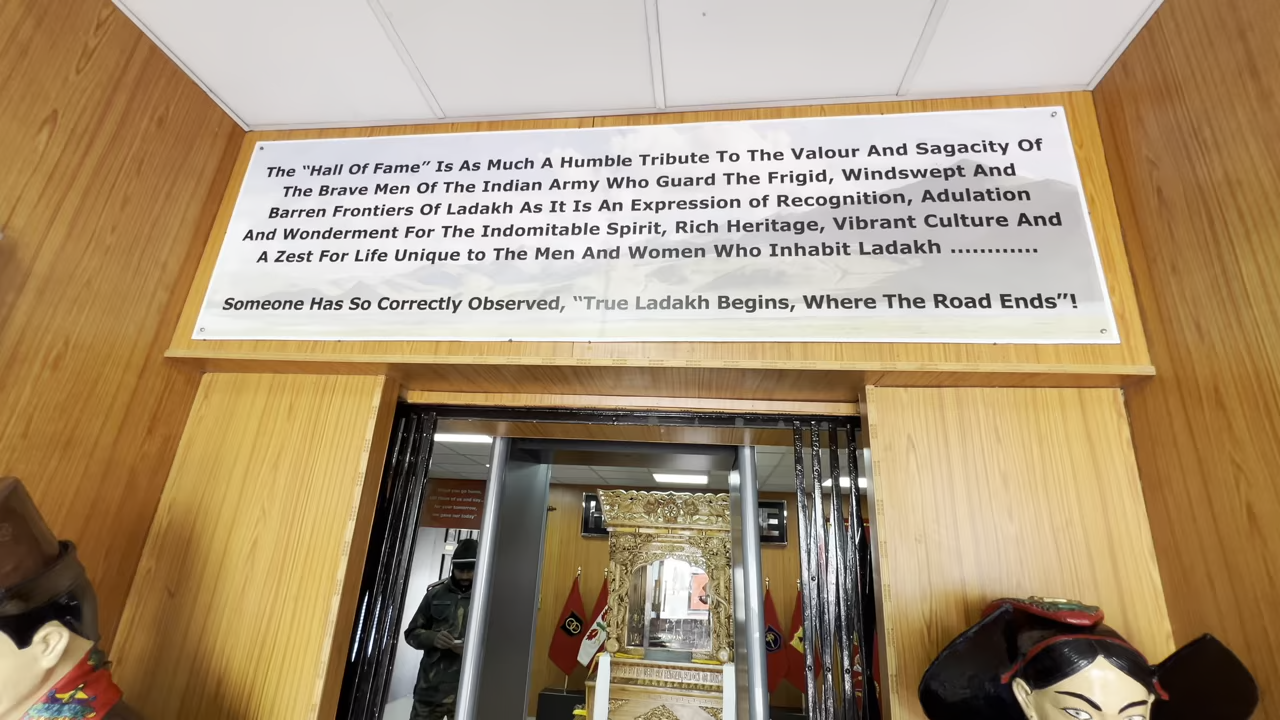 The “Hall Of Fame” Is As Much A Humble Tribute To The Valour And Sagacity Of
The Brave Men Of The Indian Army Who Guard The Frigid, Windswept And
Barren Frontiers Of Ladakh As It Is An Expression of Recognition, Adulation
And Wonderment For The Indomitable Spirit, Rich Heritage, Vibrant Culture And
A Zest For Life Unique to The Men And Women Who Inhabit Ladakh ............
Someone Has So Correctly Observed, “True Ladakh Begins, Where The Road Ends”!